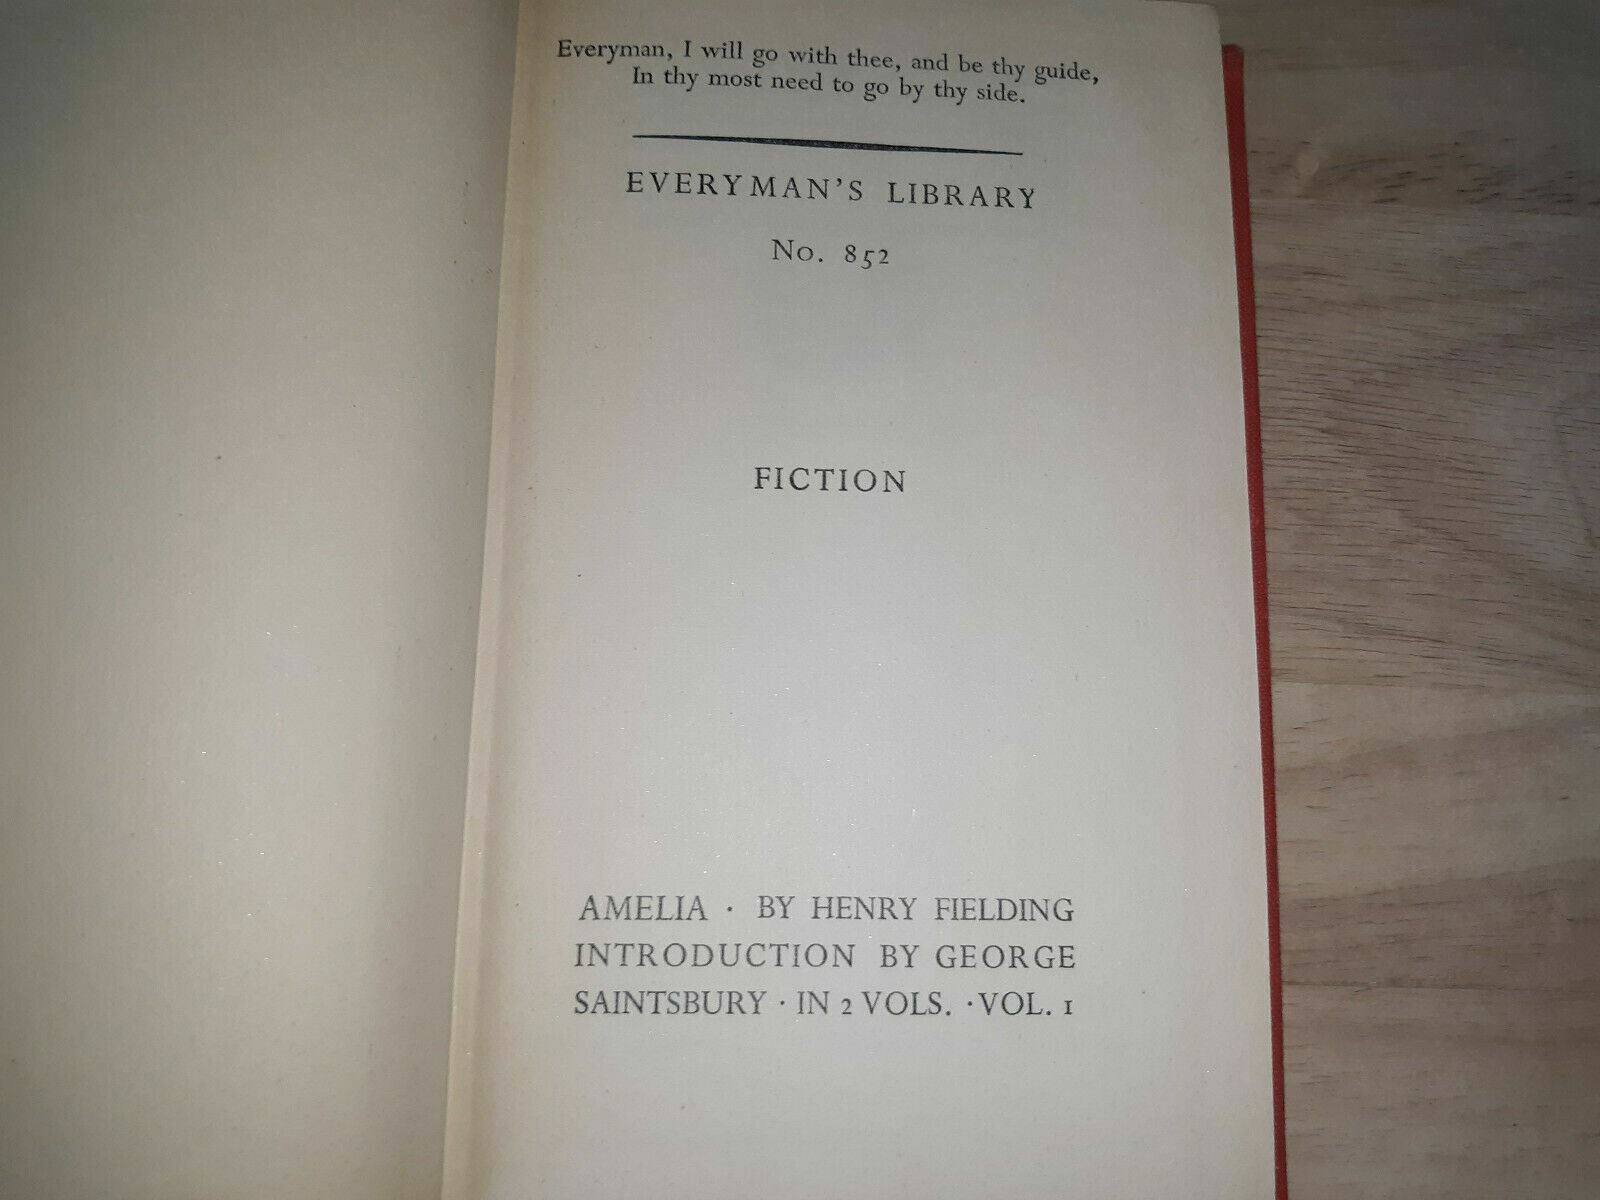 Everyman, I will go with thee, and be thy guide,
In thy most need to go by thy side.
EVERYMAN'S LIBRARY
No. 852
FICTION
AMELIA · BY HENRY FIELDING
INTRODUCTION BY GEORGE
SAINTSBURY · IN 2 VOLS. · VOL. 1